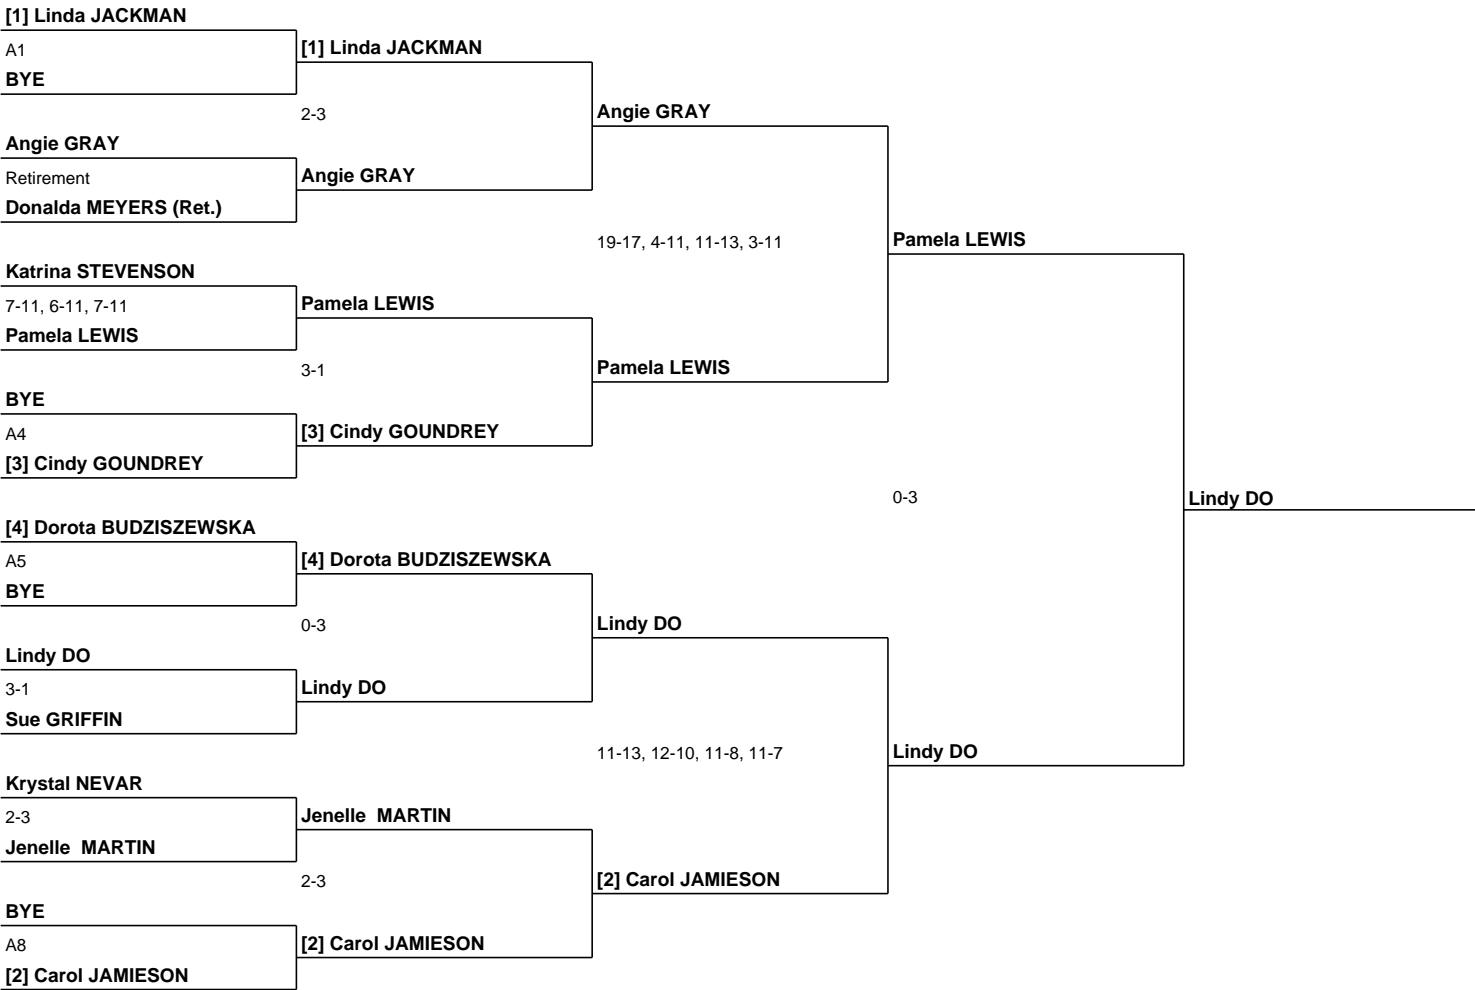 [1] Linda JACKMAN
A1
BYE
Angie GRAY
Retirement
Donalda MEYERS (Ret.)
Katrina STEVENSON
7-11, 6-11, 7-11
Pamela LEWIS
BYE
A4
[3] Cindy GOUNDREY
[4] Dorota BUDZISZEWSKA
A5
BYE
Lindy DO
3-1
Sue GRIFFIN
Krystal NEVAR
2-3
Jenelle  MARTIN
BYE
A8
[2] Carol JAMIESON
[1] Linda JACKMAN
2-3
Angie GRAY
Pamela LEWIS
3-1
[3] Cindy GOUNDREY
[4] Dorota BUDZISZEWSKA
0-3
Lindy DO
Jenelle  MARTIN
2-3
[2] Carol JAMIESON
Angie GRAY
19-17, 4-11, 11-13, 3-11
Pamela LEWIS
Lindy DO
11-13, 12-10, 11-8, 11-7
[2] Carol JAMIESON
Pamela LEWIS
0-3
Lindy DO
Lindy DO